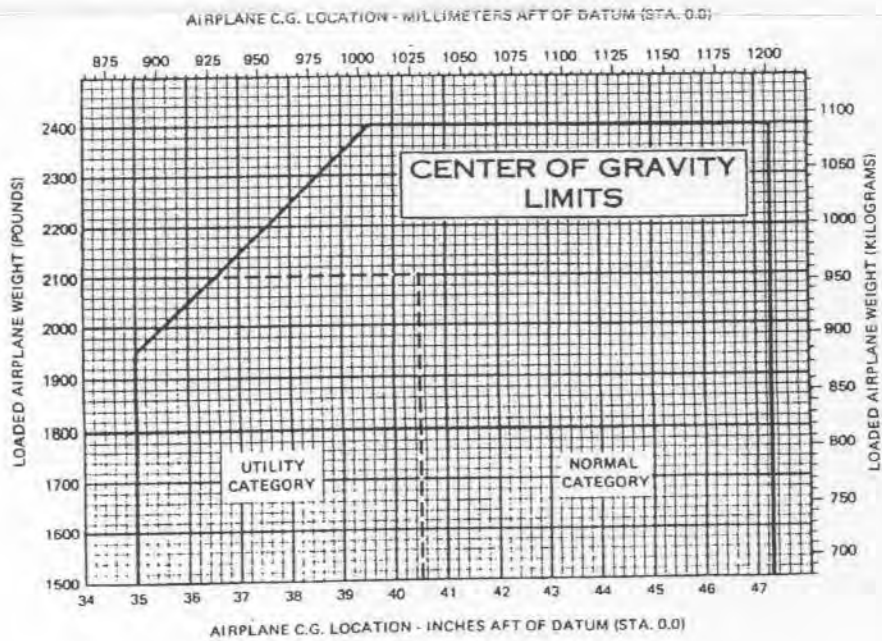 AIRPLANE C.G. LOCATION - MILLIMETERS AFT OF DATUM (STA. 0.0)
875 900 925 950 975 1000 1025 1050 1075 1100 1125 1150 1175 1200
LOADED AIRPLANE WEIGHT (POUNDS)
2400
2300
2200
2100
2000
1900
1800
1700
1600
1500
CENTER OF GRAVITY
LIMITS
UTILITY
CATEGORY
NORMAL
CATEGORY
1100
1050
1000
950
900
850
800
750
700
LOADED AIRPLANE WEIGHT (KILOGRAMS)
34 35 36 37 38 39 40 41 42 43 44 45 46 47
AIRPLANE C.G. LOCATION - INCHES AFT OF DATUM (STA. 0.0)